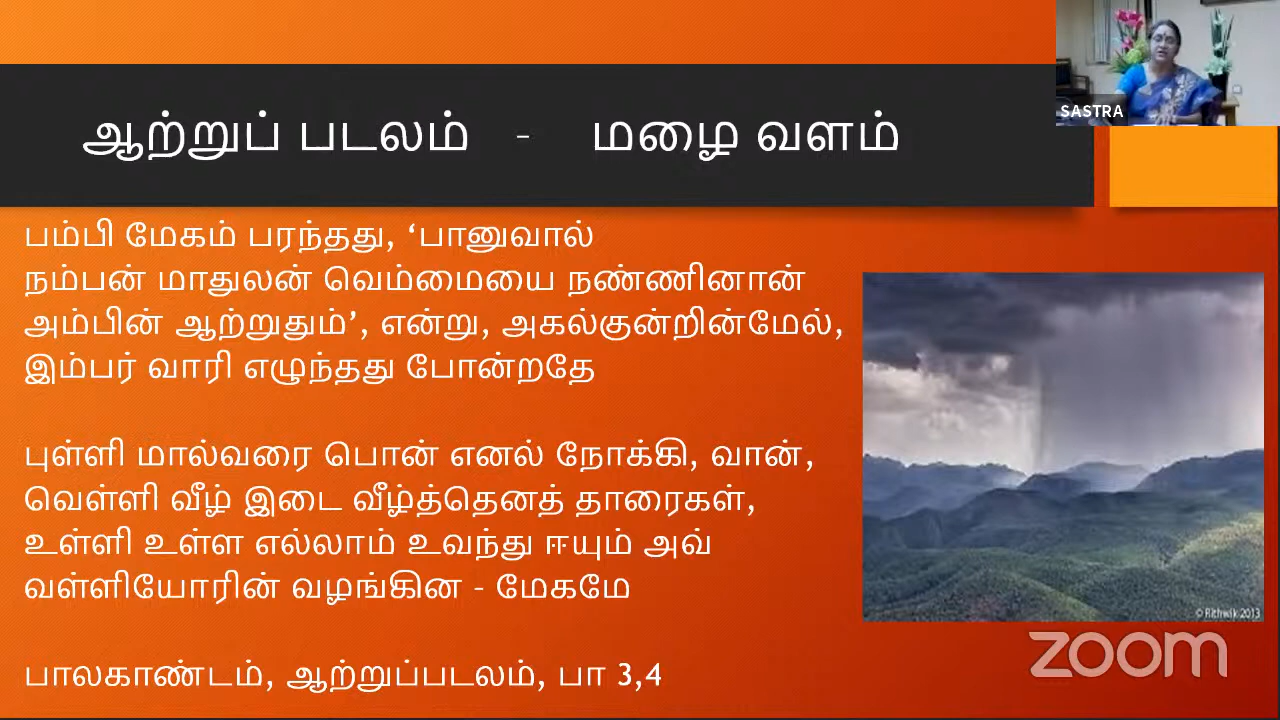 SASTRA
ஆற்றுப் படலம் - மழை வளம்
பம்பி மேகம் பரந்தது, ‘பானுவால்
நம்பன் மாதுலன் வெம்மையை நண்ணினான்
அம்பின் ஆற்றுதும்’, என்று, அகல்குன்றின்மேல்,
இம்பர் வாரி எழுந்தது போன்றதே
புள்ளி மால்வரை பொன் எனல் நோக்கி, வான்,
வெள்ளி வீழ் இடை வீழ்த்தெனத் தாரைகள்,
உள்ளி உள்ள எல்லாம் உவந்து ஈயும் அவ்
வள்ளியோரின் வழங்கின - மேகமே
© Rithwik 2013
zoom
பாலகாண்டம், ஆற்றுப்படலம், பா 3,4